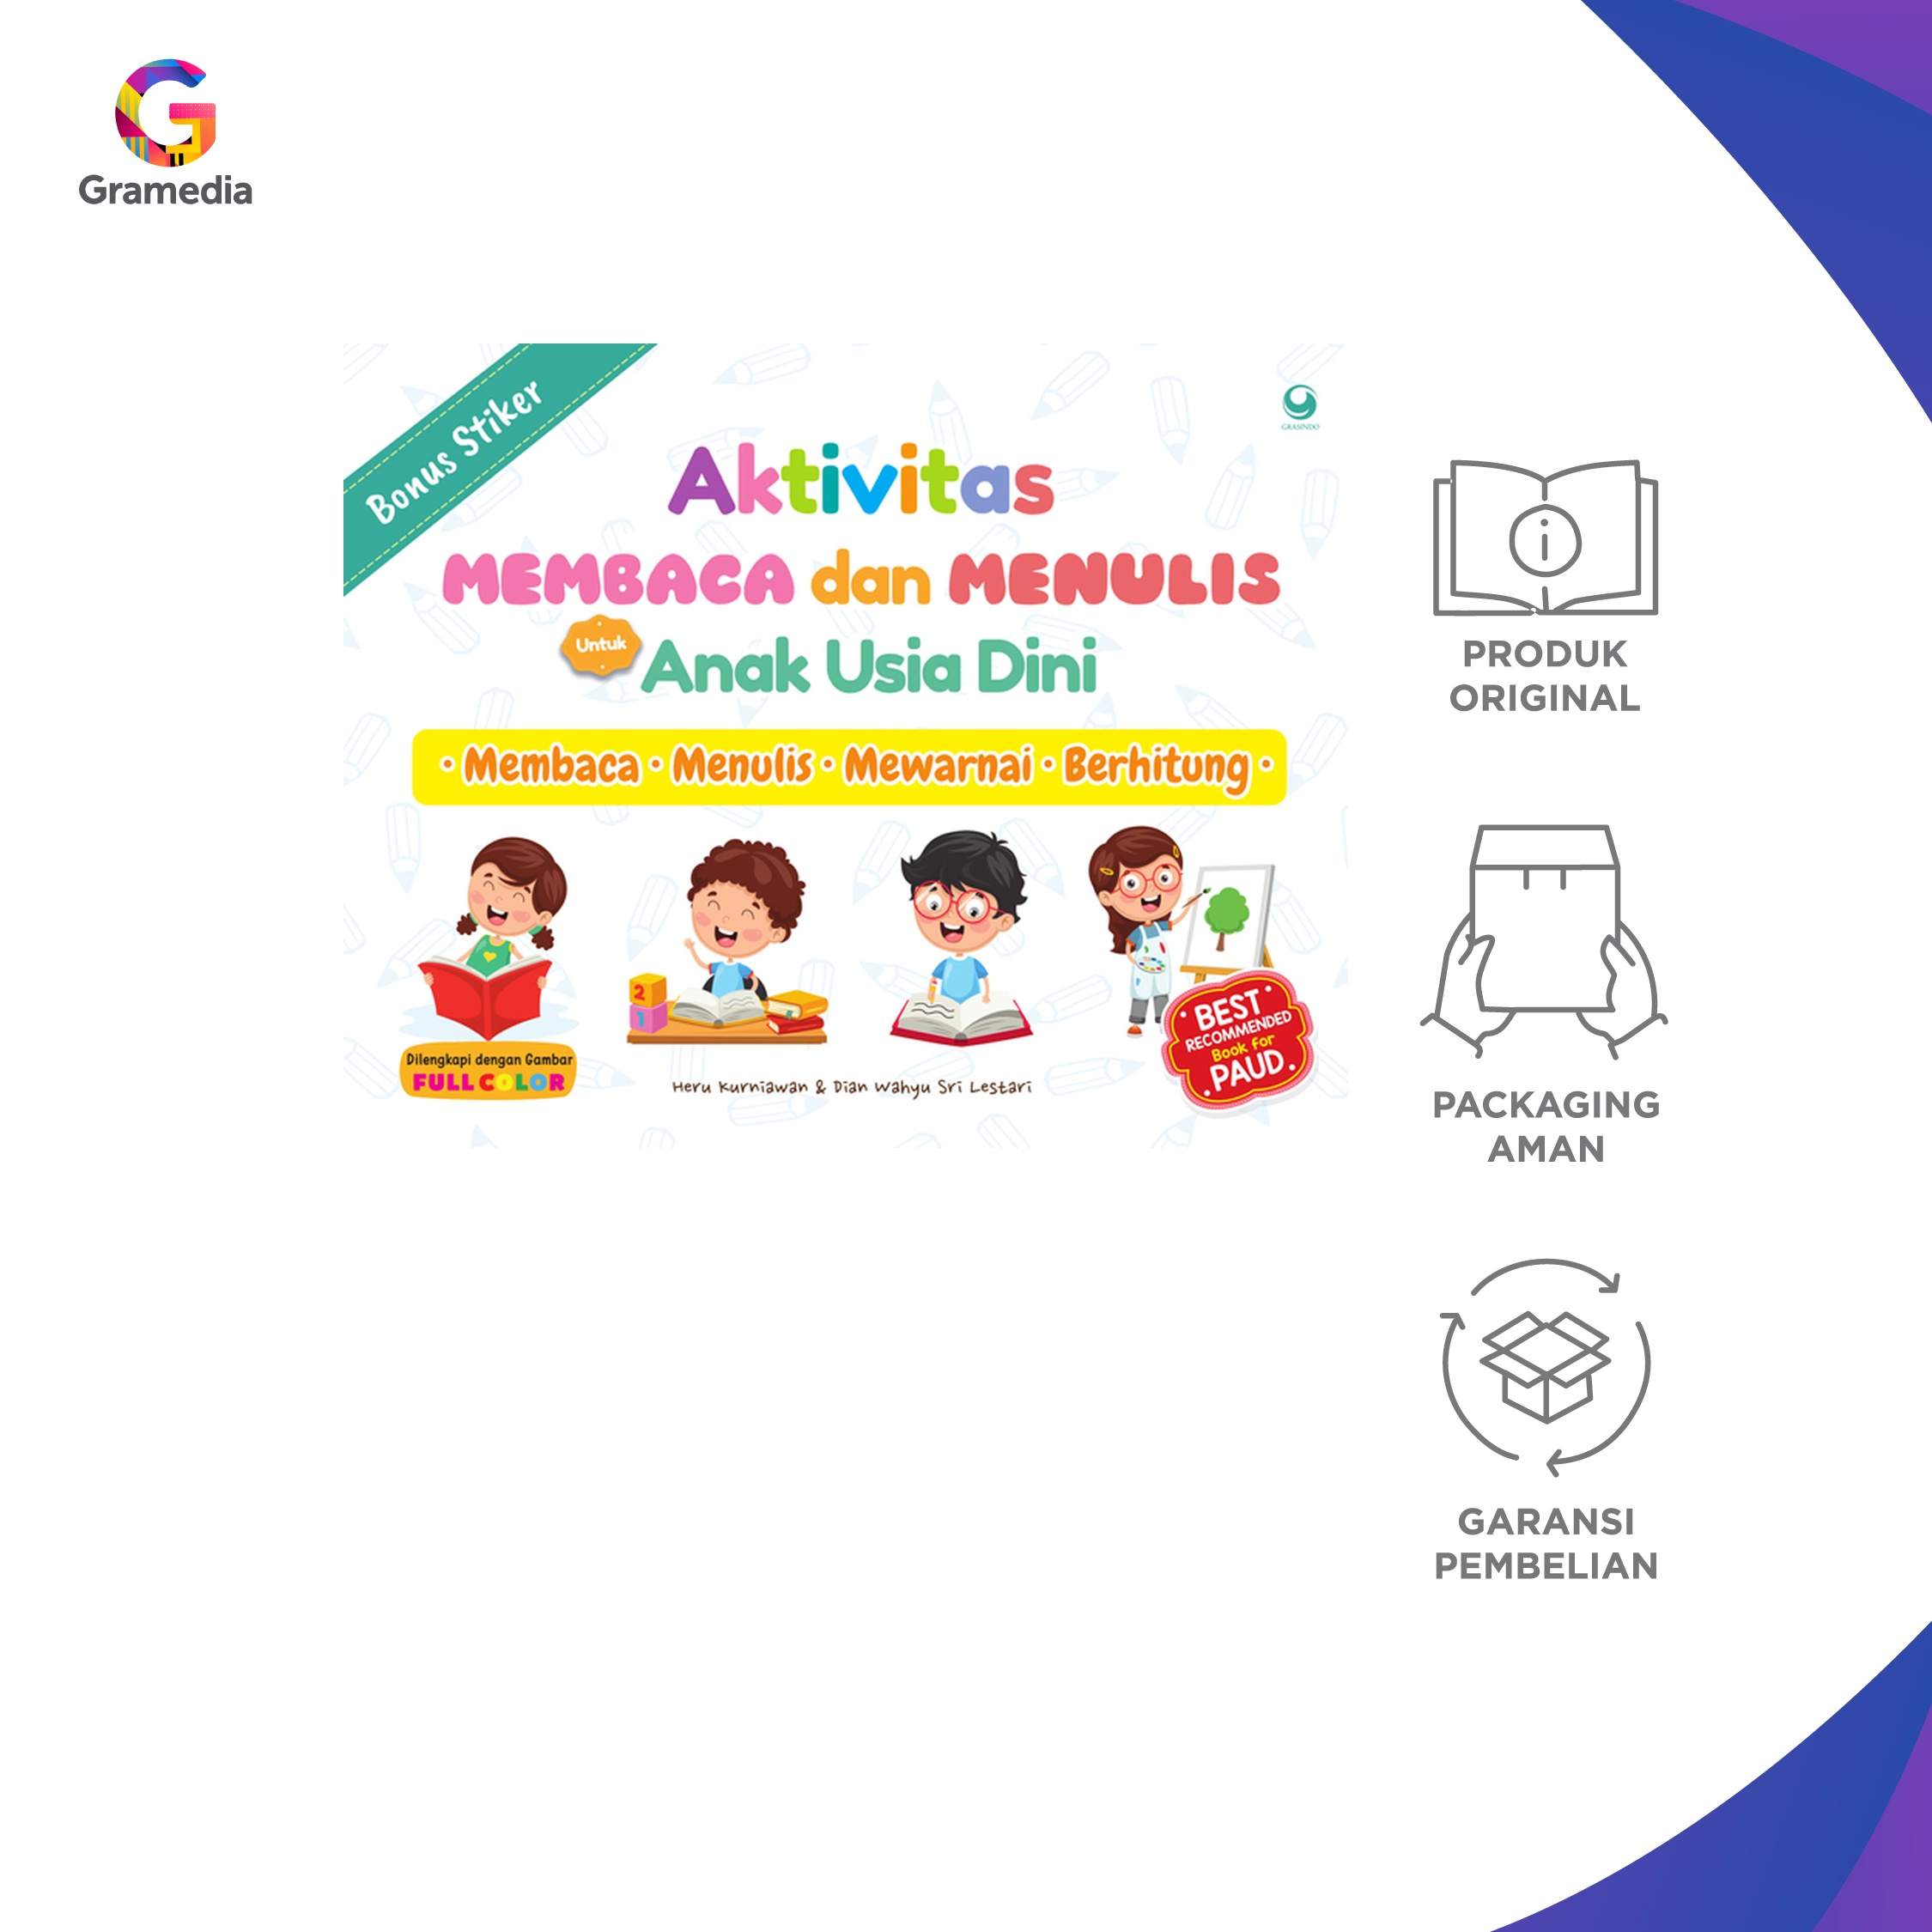 Gramedia
Bonus Stiker
GRASINDO
Aktivitas
MEMBACA dan MENULIS
Untuk Anak Usia Dini
• Membaca • Menulis • Mewarnai • Berhitung •
2
1
Dilengkapi dengan Gambar
FULL COLOR
Heru Kurniawan & Dian Wahyu Sri Lestari
BEST
RECOMMENDED
Book for
PAUD
PRODUK
ORIGINAL
PACKAGING
AMAN
GARANSI
PEMBELIAN